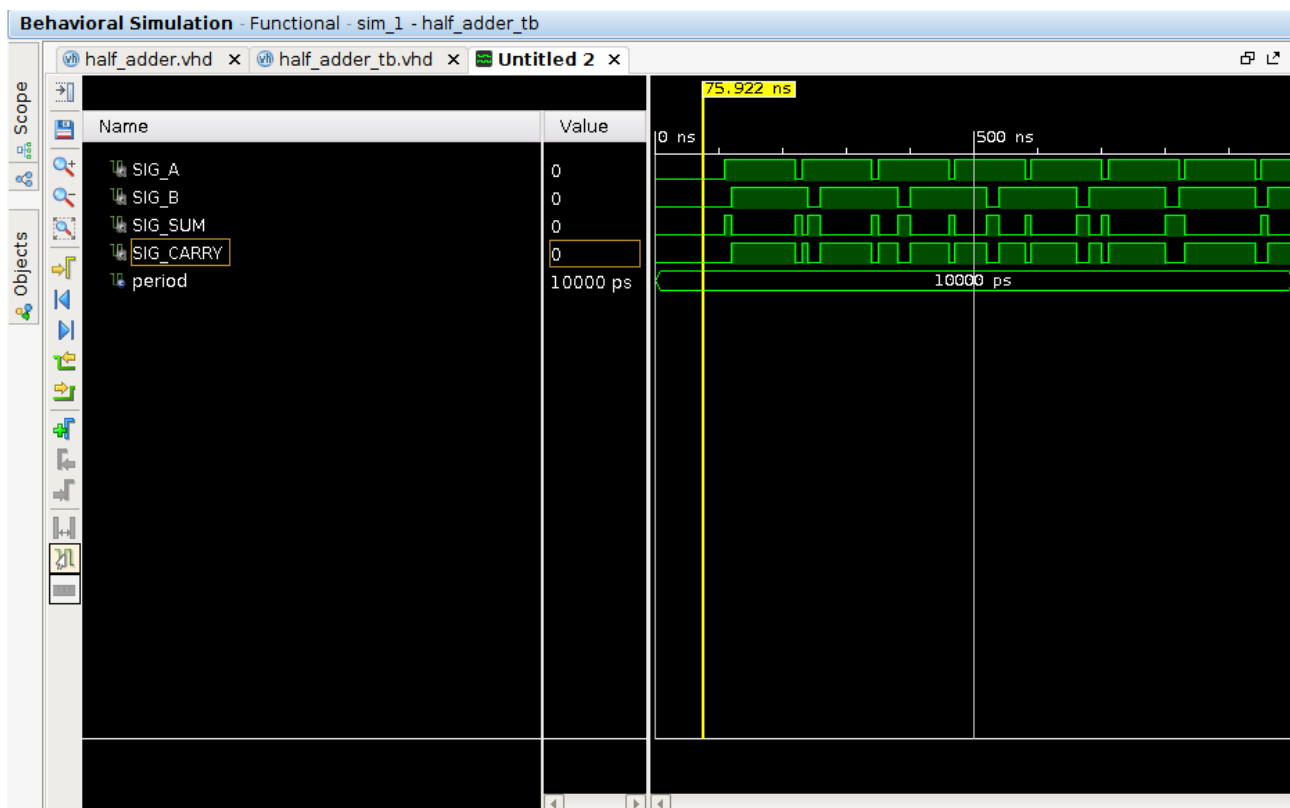 Behavioral Simulation - Functional - sim_1 - half_adder_tb
half_adder.vhd x half_adder_tb.vhd x Untitled 2 x
Scope
Objects
75.922 ns
Name Value
0 ns 500 ns
SIG_A 0
SIG_B 0
SIG_SUM 0
SIG_CARRY 0
period 10000 ps 10000 ps